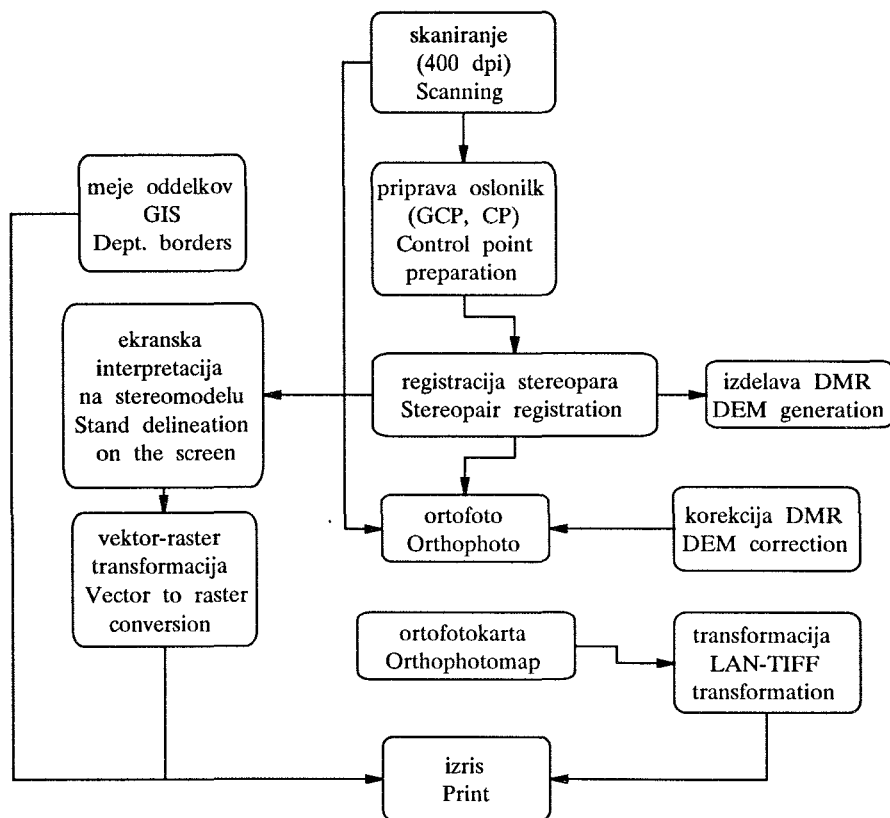 skaniranje
(400 dpi)
Scanning
meje oddelkov
GIS
Dept. borders
priprava oslonilk
(GCP, CP)
Control point
preparation
ekranska
interpretacija
na stereomodelu
Stand delineation
on the screen
registracija stereopara
Stereopair registration
izdelava DMR
DEM generation
vektor-raster
transformacija
Vector to raster
conversion
ortofoto
Orthophoto
korekcija DMR
DEM correction
ortofotokarta
Orthophotomap
transformacija
LAN-TIFF
transformation
izris
Print